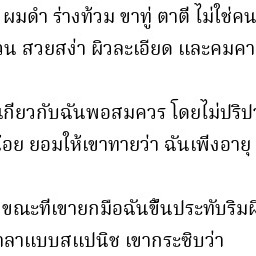 ผมดำ ร่างท้วม ขาทู่ ตาตี่ ไม่ใช่คน
สวยสง่า ผิวละเอียด และคมคา
เกี่ยวกับฉันพอสมควร โดยไม่ปริปา
ยอมให้เขาทายว่า ฉันเพิ่งอายุ
ขณะที่เขายกมือฉันขึ้นประทับริมฝี
ลาแบบสแปนิช เขากระซิบว่า